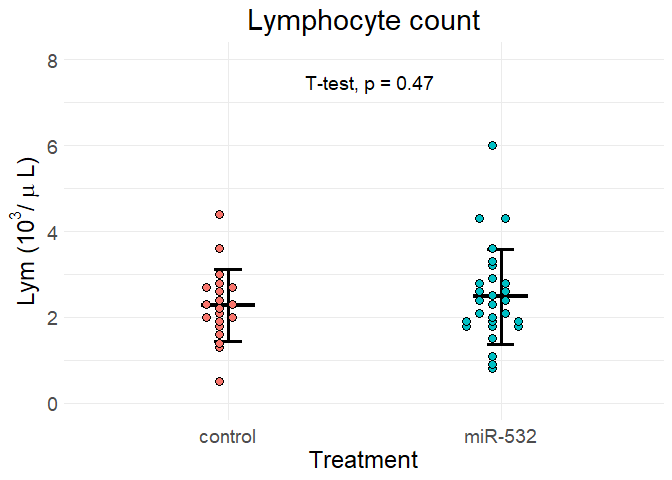 Lymphocyte count
T-test, p = 0.47
Lym (10³/ μ L)
8
6
4
2
0
control miR-532
Treatment